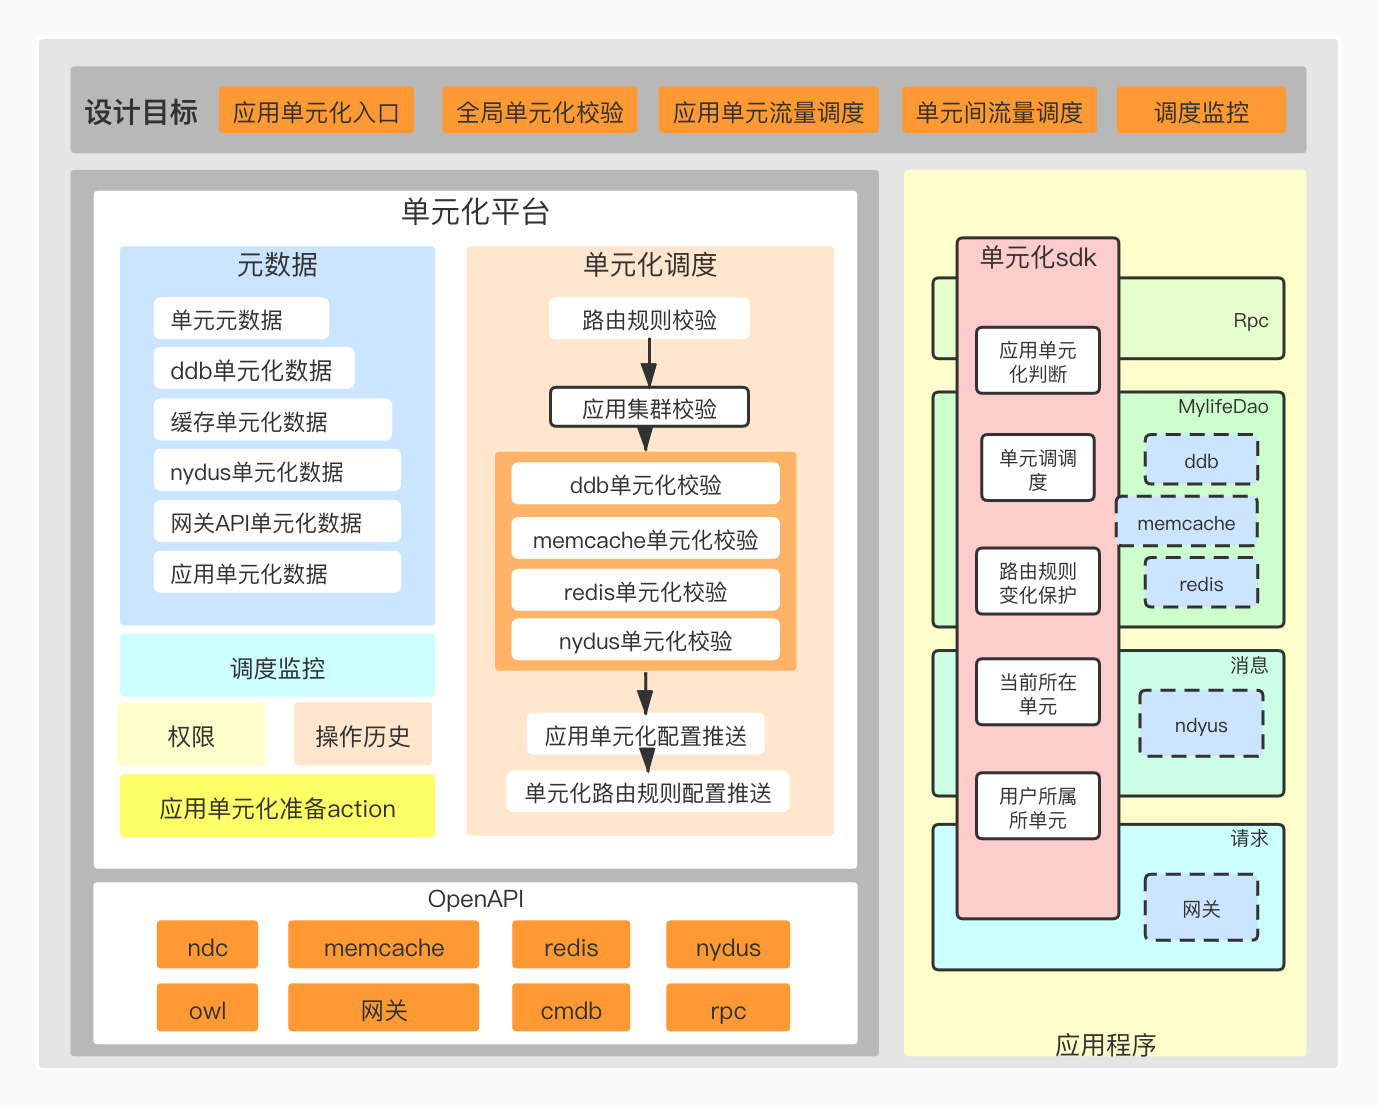 设计目标
应用单元化入口
全局单元化校验
应用单元流量调度
单元间流量调度
调度监控
单元化平台
元数据
单元元数据
ddb单元化数据
缓存单元化数据
nydus单元化数据
网关API单元化数据
应用单元化数据
调度监控
权限
操作历史
应用单元化准备action
单元化调度
路由规则校验
应用集群校验
ddb单元化校验
memcache单元化校验
redis单元化校验
nydus单元化校验
应用单元化配置推送
单元化路由规则配置推送
OpenAPI
ndc
memcache
redis
nydus
owl
网关
cmdb
rpc
单元化sdk
应用单元
化判断
单元调调
度
路由规则
变化保护
当前所在
单元
用户所属
所单元
Rpc
MylifeDao
ddb
memcache
redis
消息
ndyus
请求
网关
应用程序